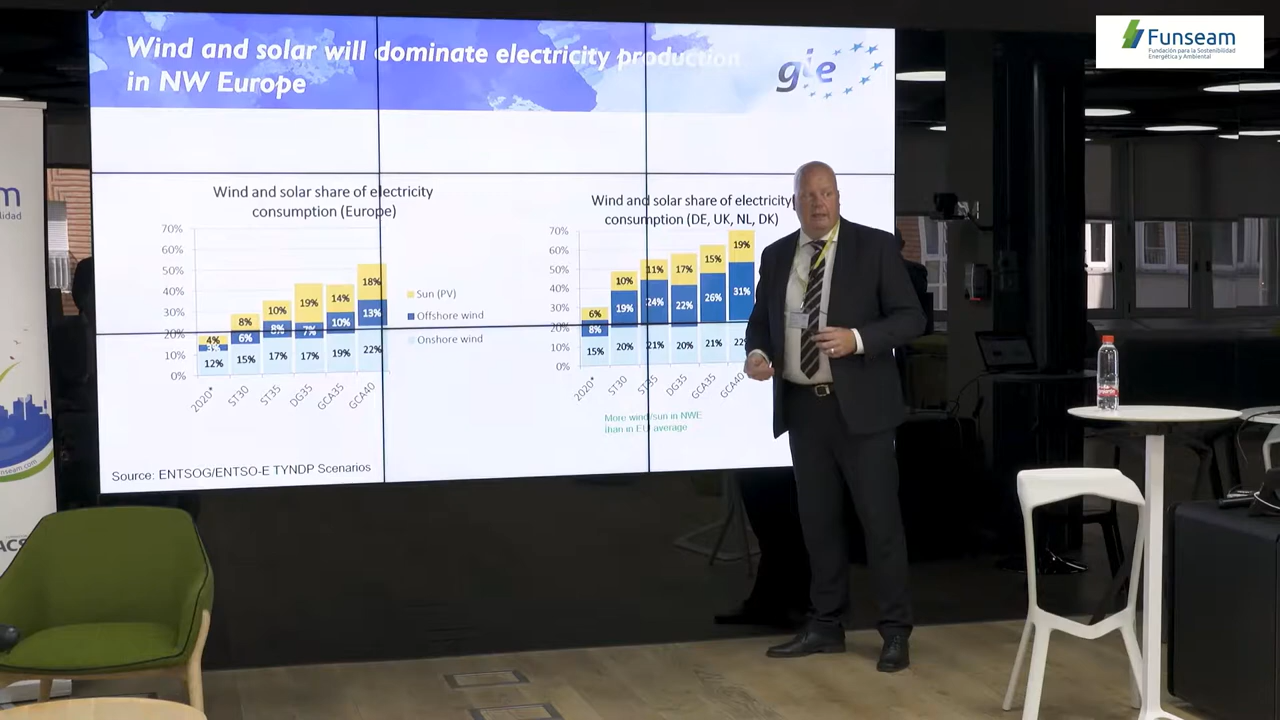 Funseam
Fundación para la Sostenibilidad
Energética y Ambiental
Wind and solar will dominate electricity production
in NW Europe
gie
Wind and solar share of electricity
consumption (Europe)
70%
60%
50%
40%
30%
20%
10%
0%
4%
12%
8%
6%
15%
10%
8%
17%
19%
7%
17%
14%
10%
19%
18%
13%
22%
2020*
ST30
ST35
DG35
GCA35
GCA40
Sun (PV)
Offshore wind
Onshore wind
Wind and solar share of electricity
consumption (DE, UK, NL, DK)
70%
60%
50%
40%
30%
20%
10%
0%
6%
8%
15%
10%
19%
20%
11%
24%
21%
17%
22%
20%
15%
26%
21%
19%
31%
2020*
ST30
ST35
DG35
GCA35
GCA40
More wind/sun in NWE
than in EU average
Source: ENTSOG/ENTSO-E TYNDP Scenarios